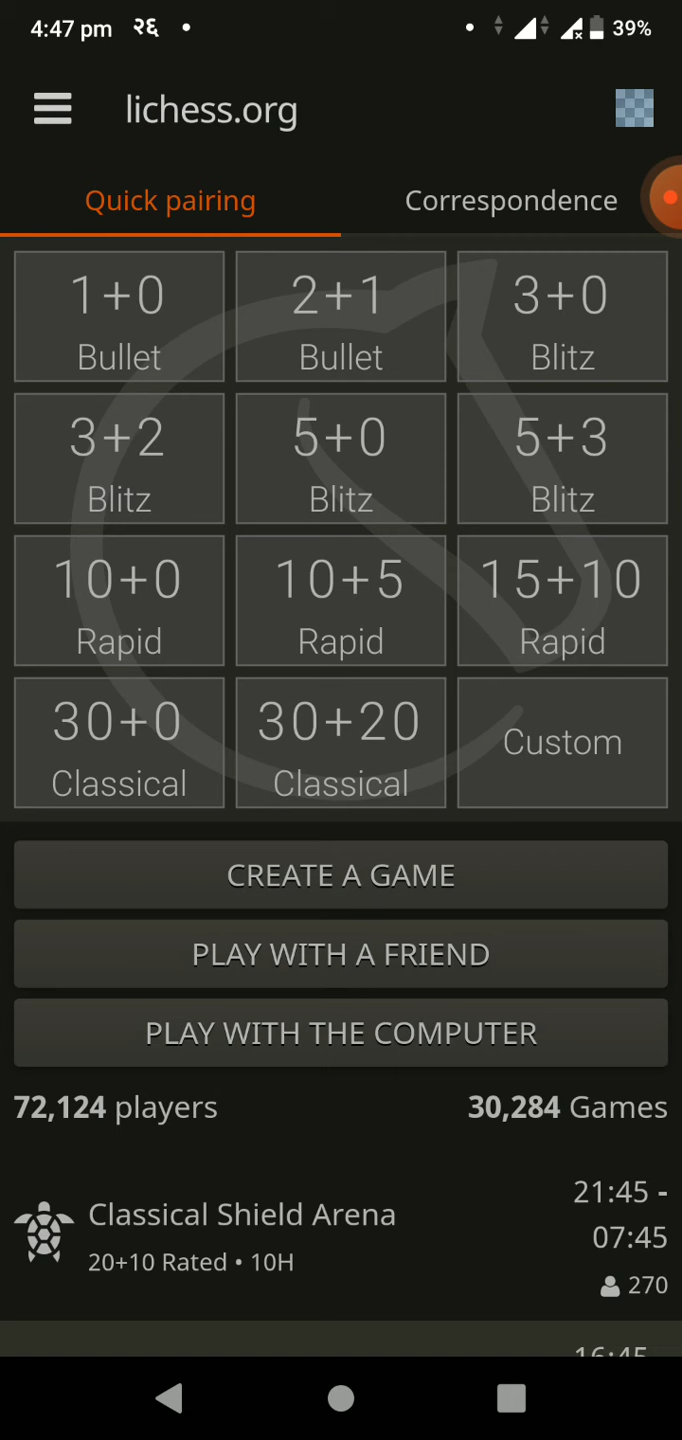 4:47 pm २६ 39%
lichess.org
Quick pairing Correspondence
1+0 2+1 3+0
Bullet Bullet Blitz
3+2 5+0 5+3
Blitz Blitz Blitz
10+0 10+5 15+10
Rapid Rapid Rapid
30+0 30+20 Custom
Classical Classical
CREATE A GAME
PLAY WITH A FRIEND
PLAY WITH THE COMPUTER
72,124 players 30,284 Games
Classical Shield Arena 21:45 -
07:45
20+10 Rated • 10H 270
16:45